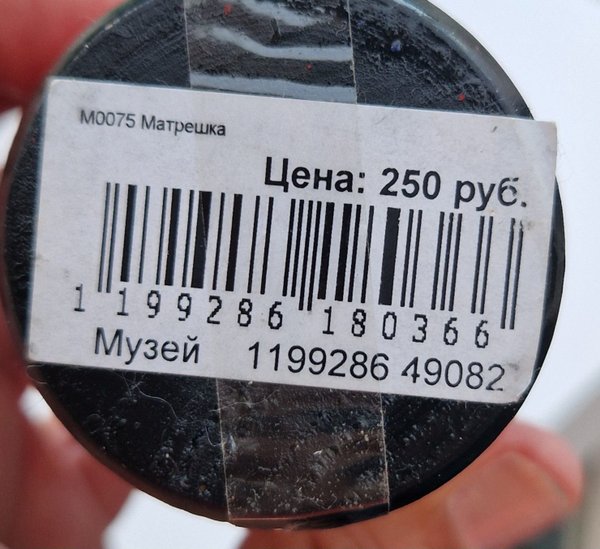 М0075 Матрешка
Цена: 250 руб.
1 199286 180366
Музей 1199286 49082